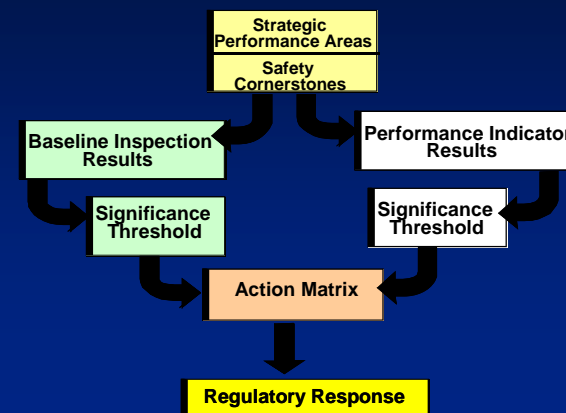 Strategic
Performance Areas
Safety
Cornerstones
Baseline Inspection
Results
Performance Indicator
Results
Significance
Threshold
Significance
Threshold
Action Matrix
Regulatory Response